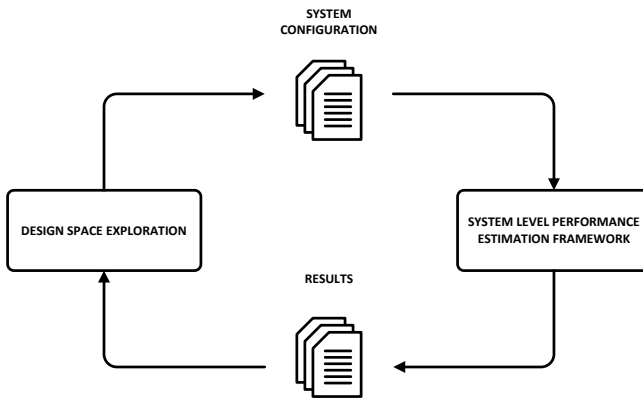 SYSTEM
CONFIGURATION
DESIGN SPACE EXPLORATION
SYSTEM LEVEL PERFORMANCE
ESTIMATION FRAMEWORK
RESULTS